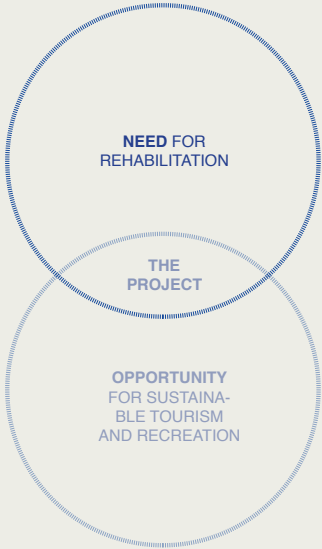 NEED FOR
REHABILITATION
THE
PROJECT
OPPORTUNITY
FOR SUSTAINA-
BLE TOURISM
AND RECREATION